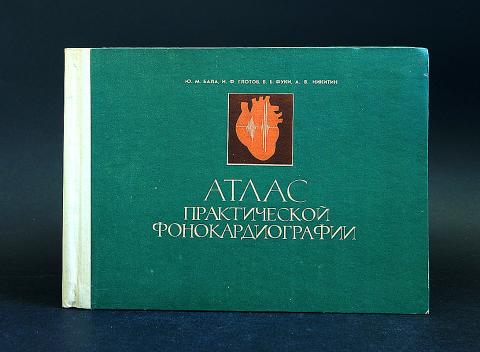 Ю. М. БАЛА, Н. Ф. ГЛОТОВ, В. Б. ФУКИ, А. В. НИКИТИН
АТЛАС
ПРАКТИЧЕСКОЙ
ФОНОКАРДИОГРАФИИ